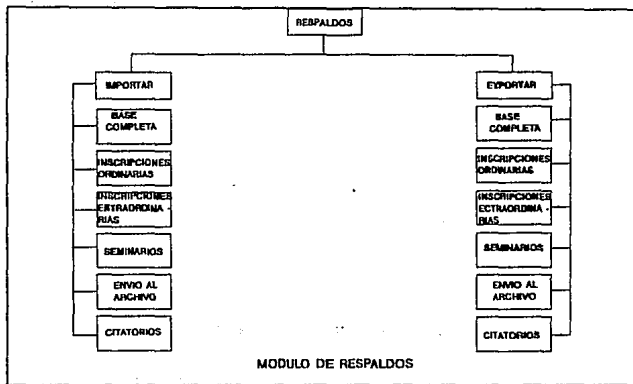 RESPALDOS
IMPORTAR
BASE
COMPLETA
INSCRIPCIONES
ORDINARIAS
INSCRIPCIONES
EXTRAORDINA -
RIAS
SEMINARIOS
ENVIO AL
ARCHIVO
CITATORIOS
EXPORTAR
BASE
COMPLETA
INSCRIPCIONES
ORDINARIAS
INSCRIPCIONES
ECTRAORDINA -
RIAS
SEMINARIOS
ENVIO AL
ARCHIVO
CITATORIOS
MODULO DE RESPALDOS